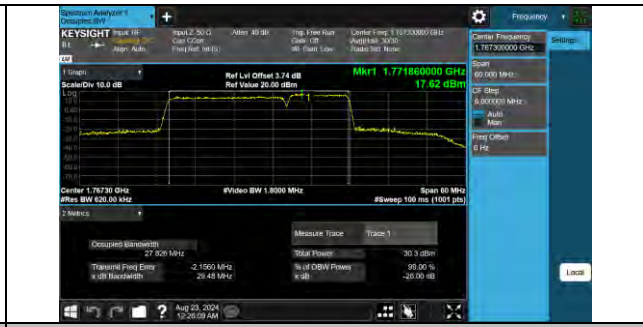 Spectrum Analyzer 1
Occupied BW
Frequency
KEYSIGHT Input: RF
Input Z: 50 Ω
Atten: 40 dB
Trig: Free Run
Center Freq: 1.767300000 GHz
Gate: Off
Avg|Hold: 30/30
Align: Auto
Freq Ref: Int (S)
IF Gain: Low
Radio Std: None
1 Graph
Scale/Div 10.0 dB
Ref Lvl Offset 3.74 dB
Ref Value 20.00 dBm
Mkr1 1.771860000 GHz
17.62 dBm
Log
Center 1.76730 GHz
#Res BW 620.00 kHz
#Video BW 1.8000 MHz
Span 60 MHz
#Sweep 100 ms (1001 pts)
2 Metrics
Measure Trace
Trace 1
Occupied Bandwidth
27.826 MHz
Total Power
30.3 dBm
Transmit Freq Error
-2.1560 MHz
% of OBW Power
99.00 %
x dB Bandwidth
29.48 MHz
x dB
-26.00 dB
Center Frequency
1.767300000 GHz
Settings
Span
60.000 MHz
CF Step
6.000000 MHz
Auto
Man
Freq Offset
0 Hz
Local
Aug 23, 2024
12:26:09 AM